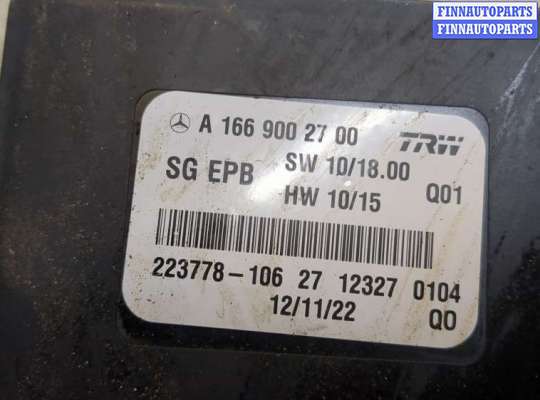 FINNAUTOPARTS
FINNAUTOPARTS
A 166 900 27 00 TRW
SG EPB SW 10/18.00
HW 10/15 Q01
223778-106 27 12327 0104
12/11/22 Q0